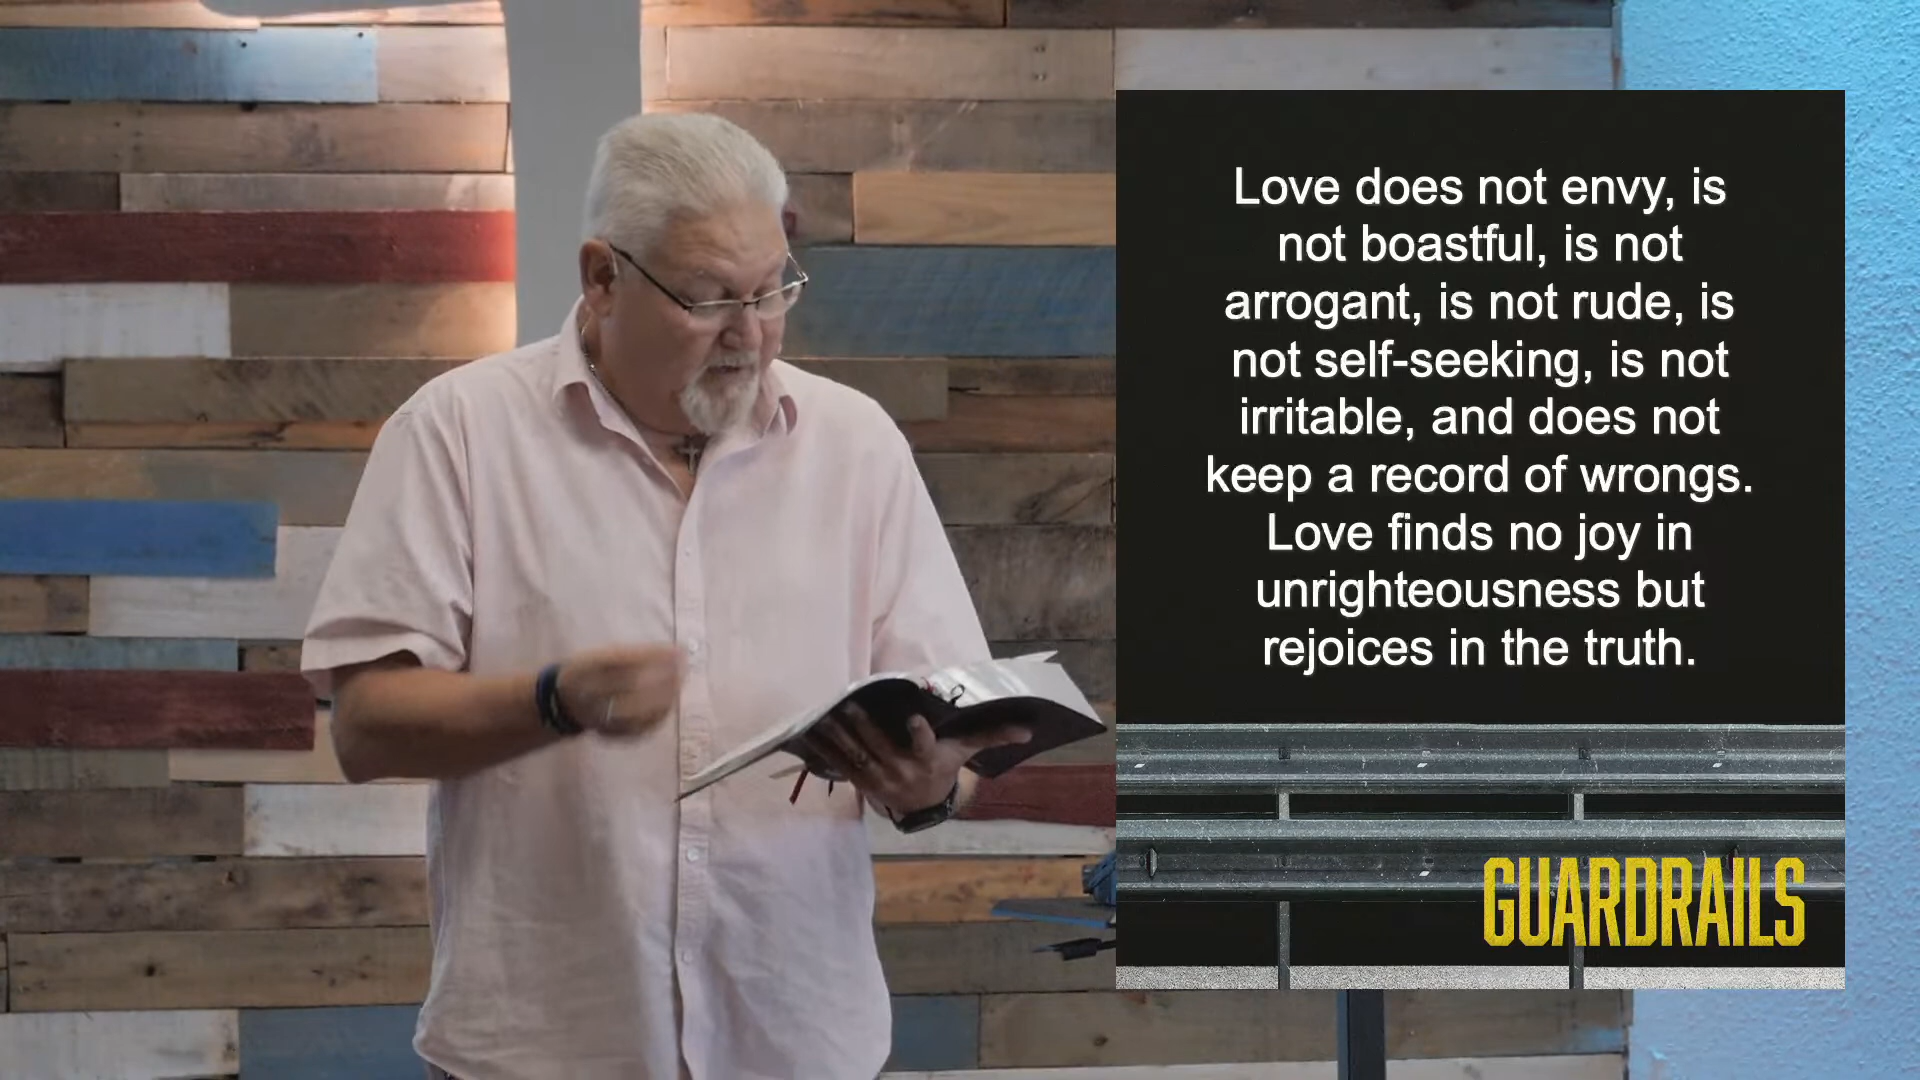 Love does not envy, is
not boastful, is not
arrogant, is not rude, is
not self-seeking, is not
irritable, and does not
keep a record of wrongs.
Love finds no joy in
unrighteousness but
rejoices in the truth.
GUARDRAILS